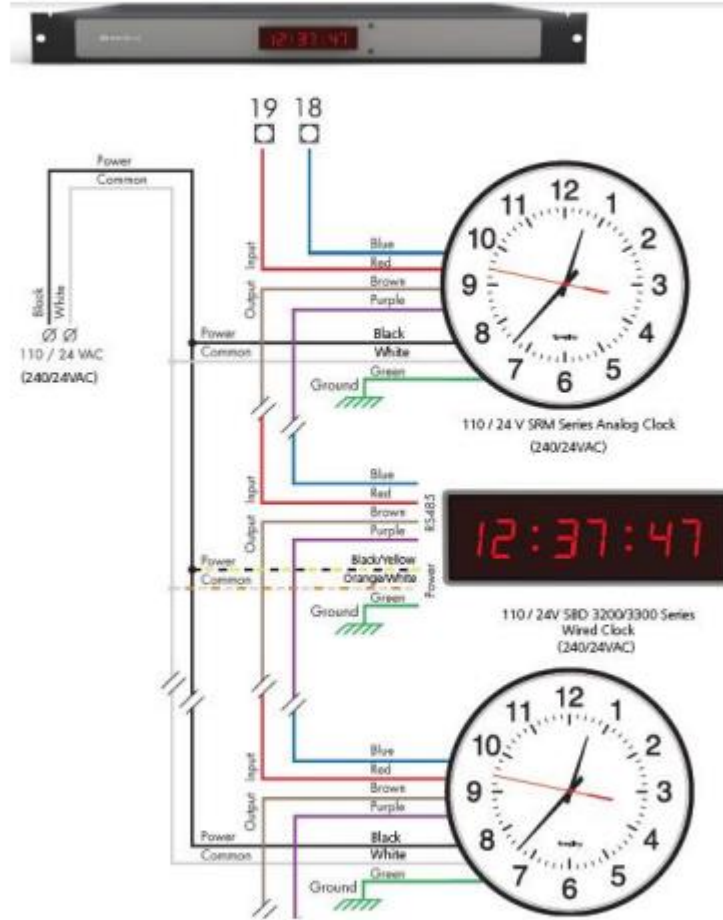 12:37:47
19 18
Power
Common
Black
White
110 / 24 VAC
(240/24VAC)
Input
Output
Blue
Red
Brown
Purple
Power
Common
Black
White
Green
Ground
12
1
2
3
4
5
6
7
8
9
10
11
110 / 24 V SRM Series Analog Clock
(240/24VAC)
Input
Output
Blue
Red
Brown
Purple
RS485
Power
Common
Black/Yellow
Orange/White
Power
Green
Ground
12:37:47
110 / 24V SBD 3200/3300 Series
Wired Clock
(240/24VAC)
Input
Output
Blue
Red
Brown
Purple
Power
Common
Black
White
Green
Ground
12
1
2
3
4
5
6
7
8
9
10
11